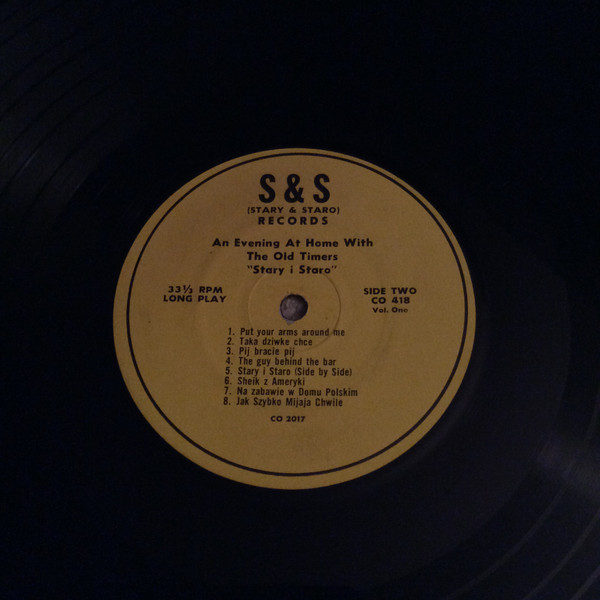 S & S
(STARY & STARO)
RECORDS
An Evening At Home With
The Old Timers
"Stary i Staro"
33⅓ RPM
LONG PLAY
SIDE TWO
CO 418
Vol. One
1. Put your arms around me
2. Taka dziwke chce
3. Pij bracie pij
4. The guy behind the bar
5. Stary i Staro (Side by Side)
6. Sheik z Ameryki
7. Na zabawie w Domu Polskim
8. Jak Szybko Mijaja Chwile
CO 2017